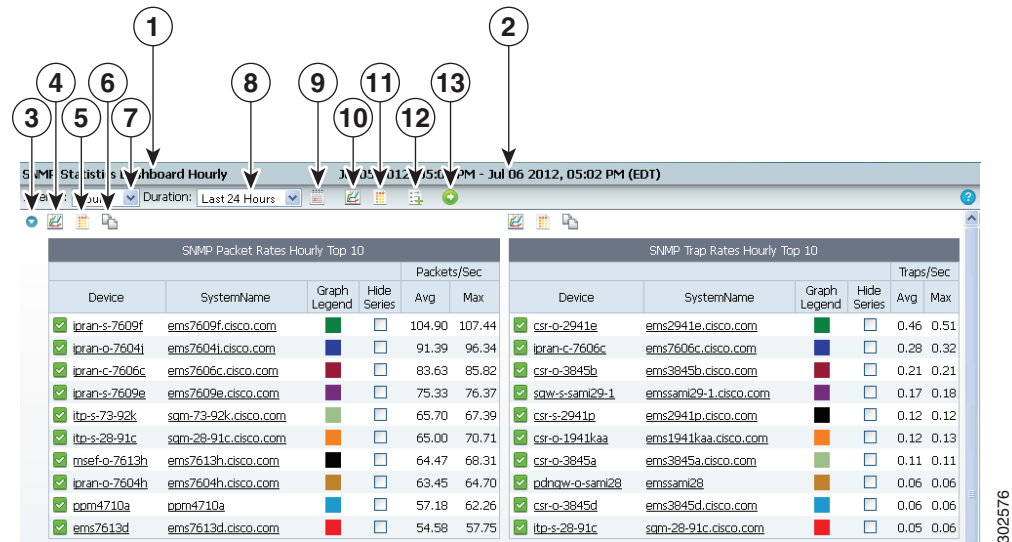 1
2
4
6
8
9
11
13
3
5
7
10
12
SNMP Statistics Dashboard Hourly
Jul 06 2012, 05:02 PM (EDT)
Duration: Last 24 Hours
SNMP Packet Rates Hourly Top 10
Packets/Sec
Device SystemName Graph Legend Hide Series Avg Max
ipran-s-7609f ems7609f.cisco.com 104.90 107.44
ipran-o-7604j ems7604j.cisco.com 91.39 96.34
ipran-c-7606c ems7606c.cisco.com 83.63 85.82
ipran-s-7609e ems7609e.cisco.com 75.33 76.37
itp-s-73-92k sgm-73-92k.cisco.com 65.70 67.39
itp-s-28-91c sgm-28-91c.cisco.com 65.00 70.71
msef-o-7613h ems7613h.cisco.com 64.47 68.31
ipran-o-7604h ems7604h.cisco.com 63.45 64.70
ppm4710a ppm4710a 57.18 62.26
ems7613d ems7613d.cisco.com 54.58 57.75
SNMP Trap Rates Hourly Top 10
Traps/Sec
Device SystemName Graph Legend Hide Series Avg Max
csr-o-2941e ems2941e.cisco.com 0.46 0.51
ipran-c-7606c ems7606c.cisco.com 0.28 0.32
csr-o-3845b ems3845b.cisco.com 0.21 0.21
sgw-s-sami29-1 emssami29-1.cisco.com 0.17 0.18
csr-s-2941p ems2941p.cisco.com 0.12 0.12
csr-o-1941kaa ems1941kaa.cisco.com 0.12 0.13
csr-o-3845a ems3845a.cisco.com 0.11 0.11
pdngw-o-sami28 emssami28 0.06 0.06
csr-o-3845d ems3845d.cisco.com 0.06 0.06
itp-s-28-91c sgm-28-91c.cisco.com 0.05 0.06
302576